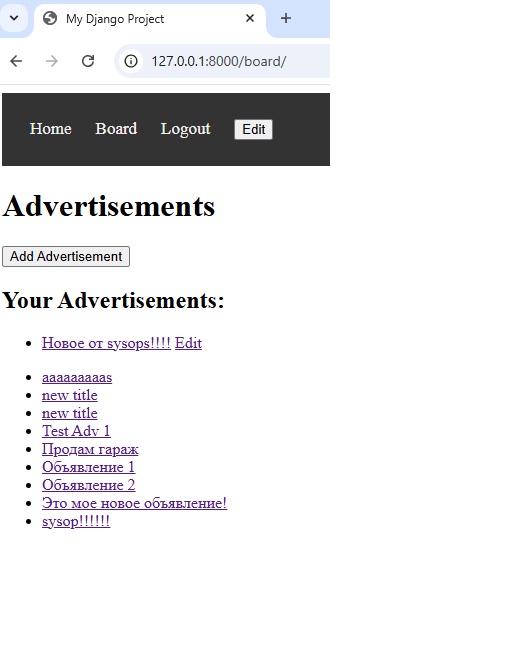 My Django Project
127.0.0.1:8000/board/
Home Board Logout Edit
Advertisements
Add Advertisement
Your Advertisements:
Новое от sysops!!!! Edit
aaaaaaaaas
new title
new title
Test Adv 1
Продам гараж
Объявление 1
Объявление 2
Это мое новое объявление!
sysop!!!!!!